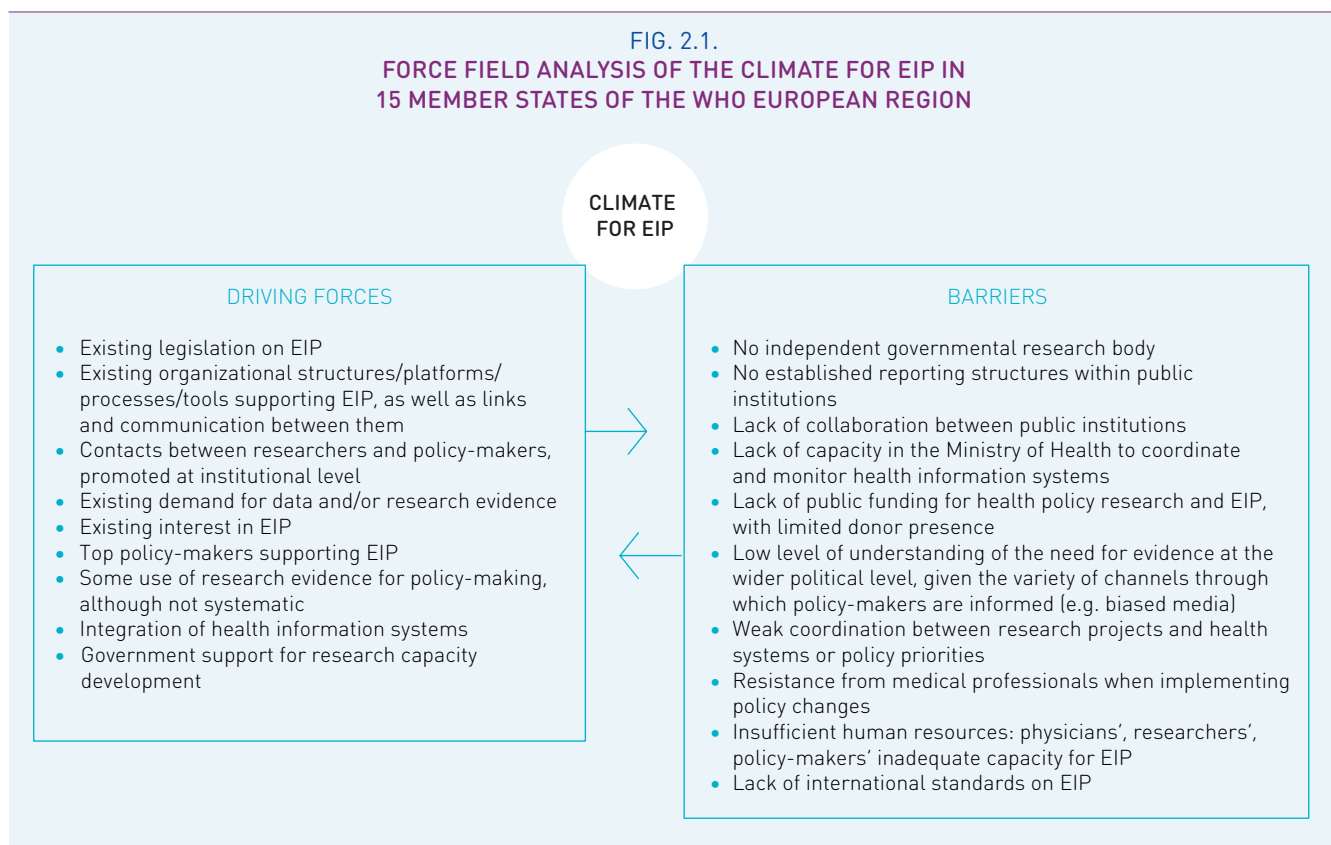 FIG. 2.1.
FORCE FIELD ANALYSIS OF THE CLIMATE FOR EIP IN
15 MEMBER STATES OF THE WHO EUROPEAN REGION
CLIMATE
FOR EIP
DRIVING FORCES
• Existing legislation on EIP
• Existing organizational structures/platforms/
processes/tools supporting EIP, as well as links
and communication between them
• Contacts between researchers and policy-makers,
promoted at institutional level
• Existing demand for data and/or research evidence
• Existing interest in EIP
• Top policy-makers supporting EIP
• Some use of research evidence for policy-making,
although not systematic
• Integration of health information systems
• Government support for research capacity
development
BARRIERS
• No independent governmental research body
• No established reporting structures within public
institutions
• Lack of collaboration between public institutions
• Lack of capacity in the Ministry of Health to coordinate
and monitor health information systems
• Lack of public funding for health policy research and EIP,
with limited donor presence
• Low level of understanding of the need for evidence at the
wider political level, given the variety of channels through
which policy-makers are informed (e.g. biased media)
• Weak coordination between research projects and health
systems or policy priorities
• Resistance from medical professionals when implementing
policy changes
• Insufficient human resources: physicians’, researchers’,
policy-makers’ inadequate capacity for EIP
• Lack of international standards on EIP